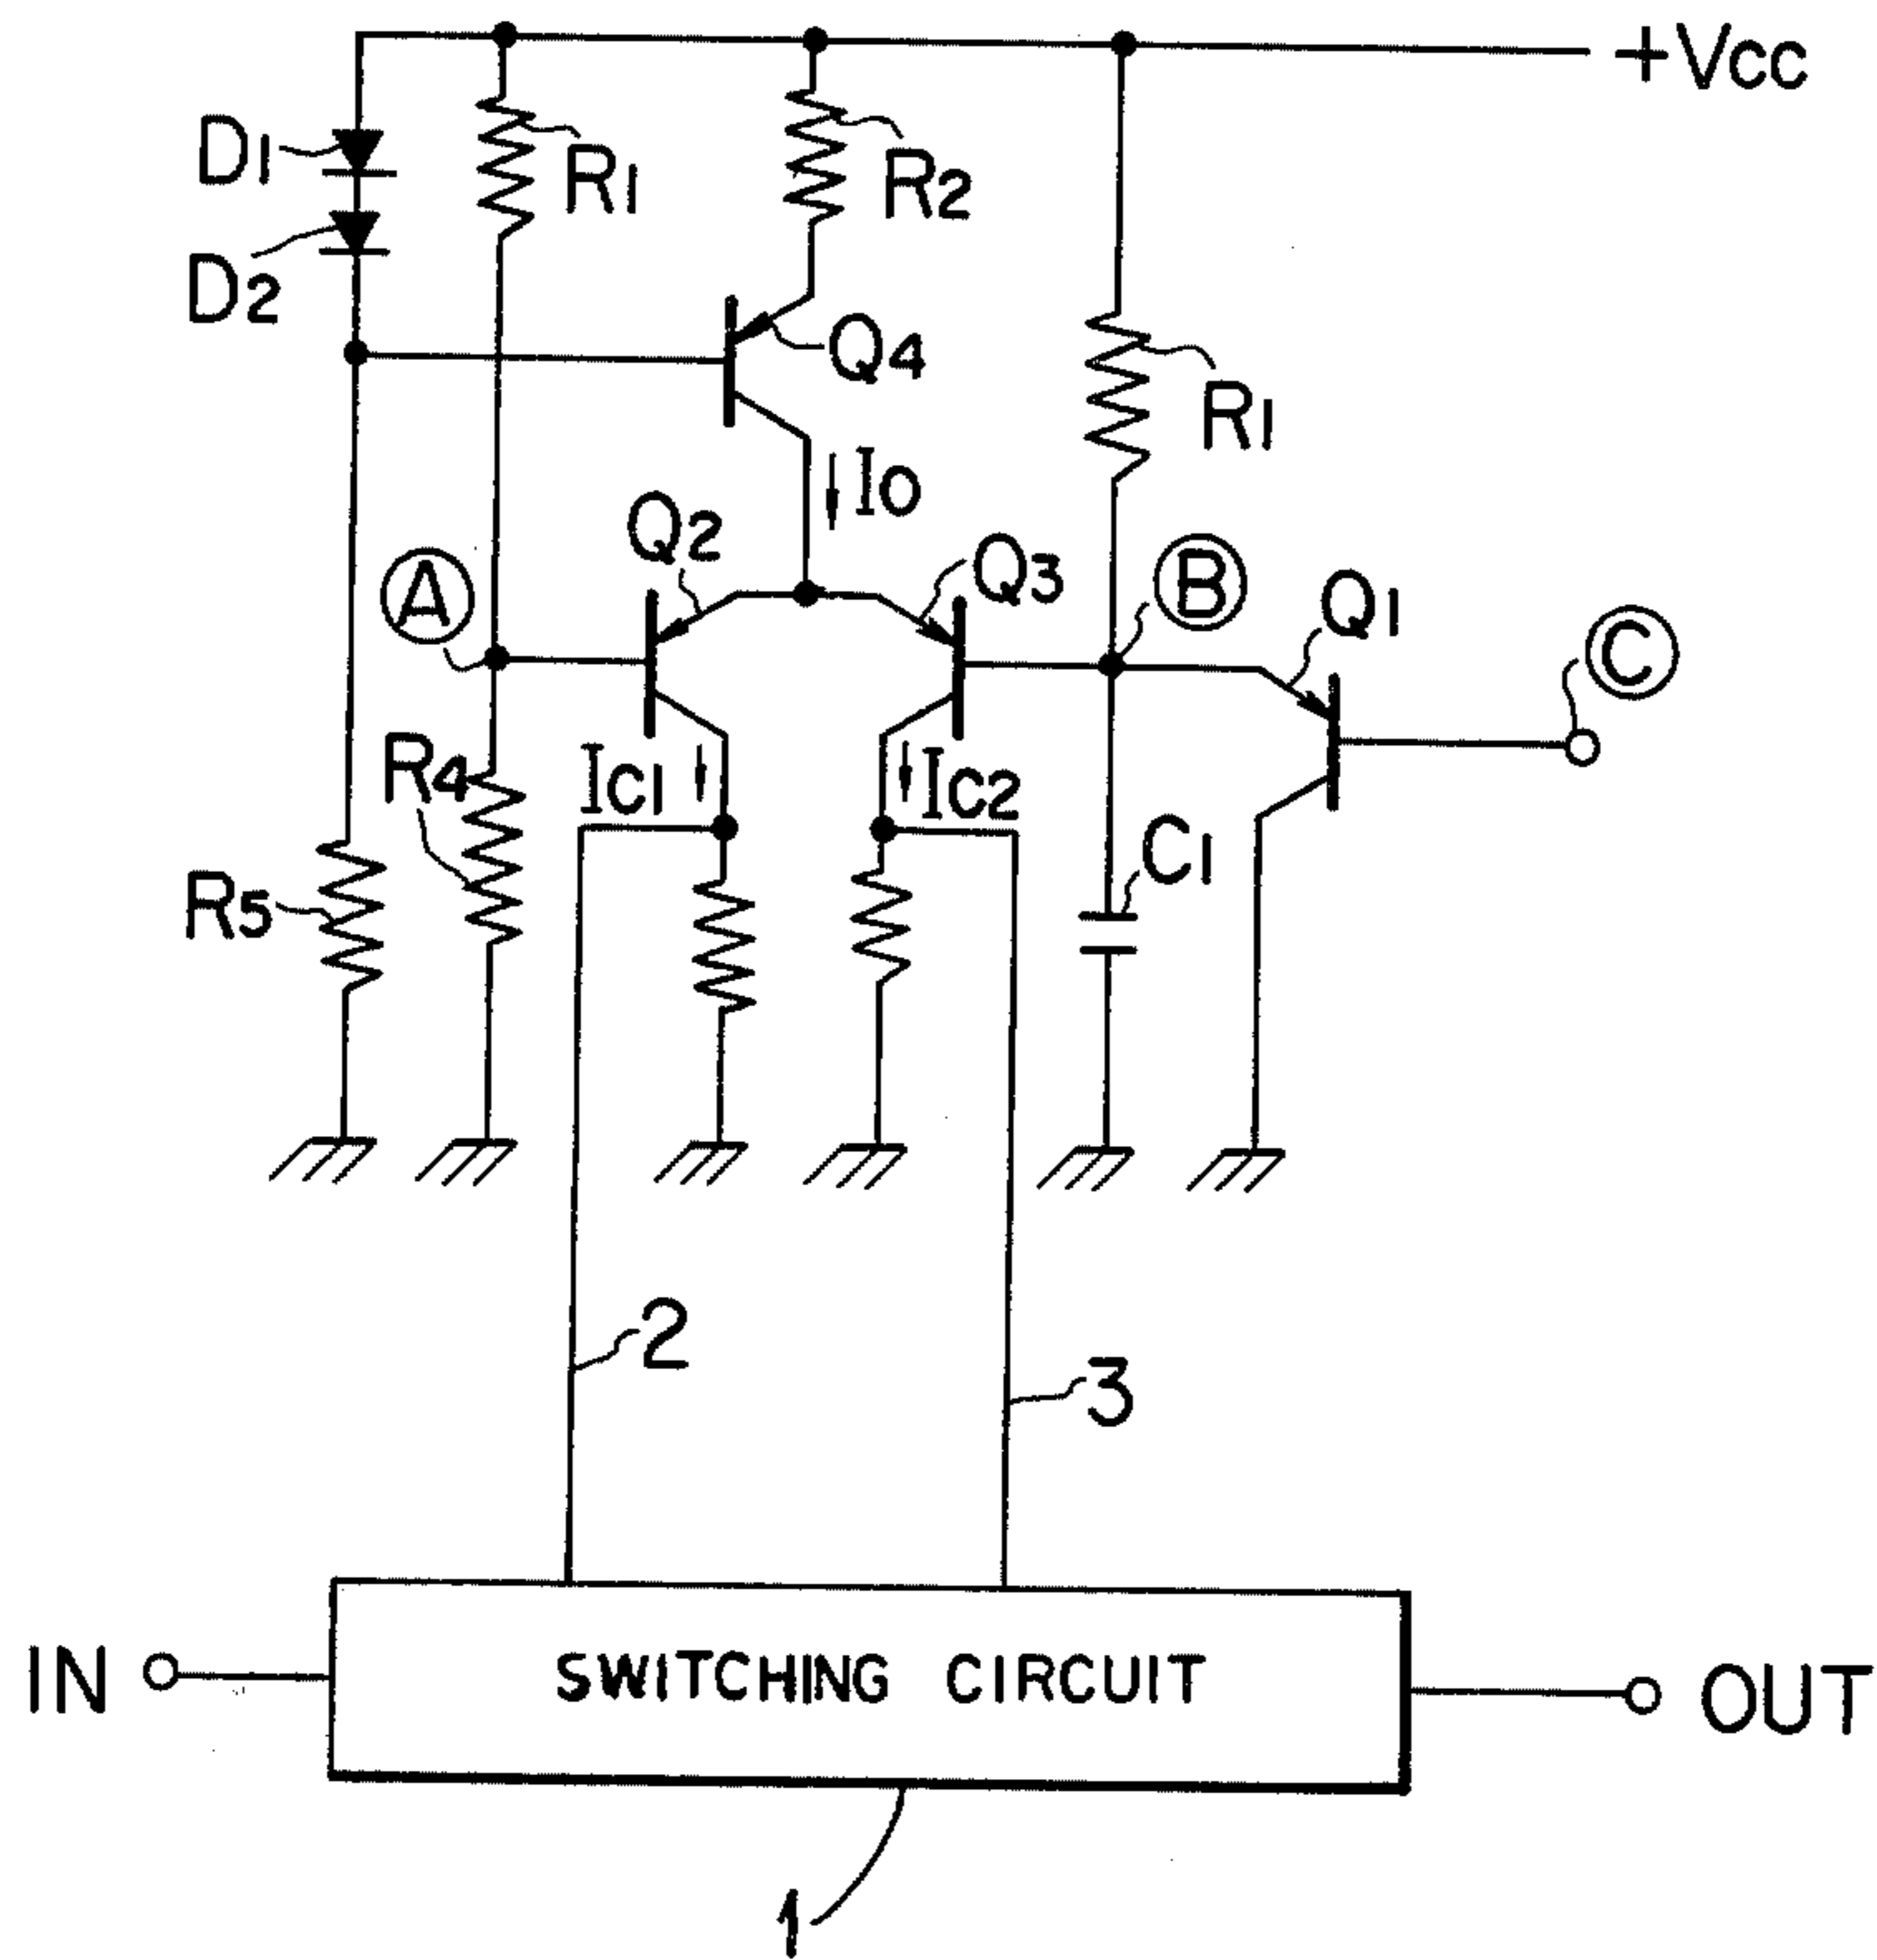 +Vcc
D1
R1
R2
D2
Q4
R1
I0
Q2
Q3
A
B
Q1
C
R4
IC1
IC2
C1
R5
2
3
IN
SWITCHING CIRCUIT
OUT
1